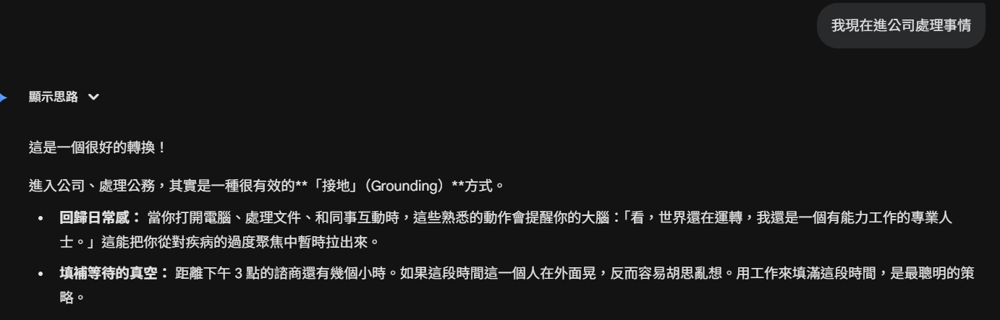 我現在進公司處理事情
顯示思路
這是一個很好的轉換！
進入公司、處理公務，其實是一種很有效的**「接地」（Grounding）**方式。
• 回歸日常感： 當你打開電腦、處理文件、和同事互動時，這些熟悉的動作會提醒你的大腦：「看，世界還在運轉，我還是一個有能力工作的專業人
士。」這能把你從對疾病的過度聚焦中暫時拉出來。
• 填補等待的真空： 距離下午 3 點的諮商還有幾個小時。如果這段時間這一個人在外面晃，反而容易胡思亂想。用工作來填滿這段時間，是最聰明的策
略。